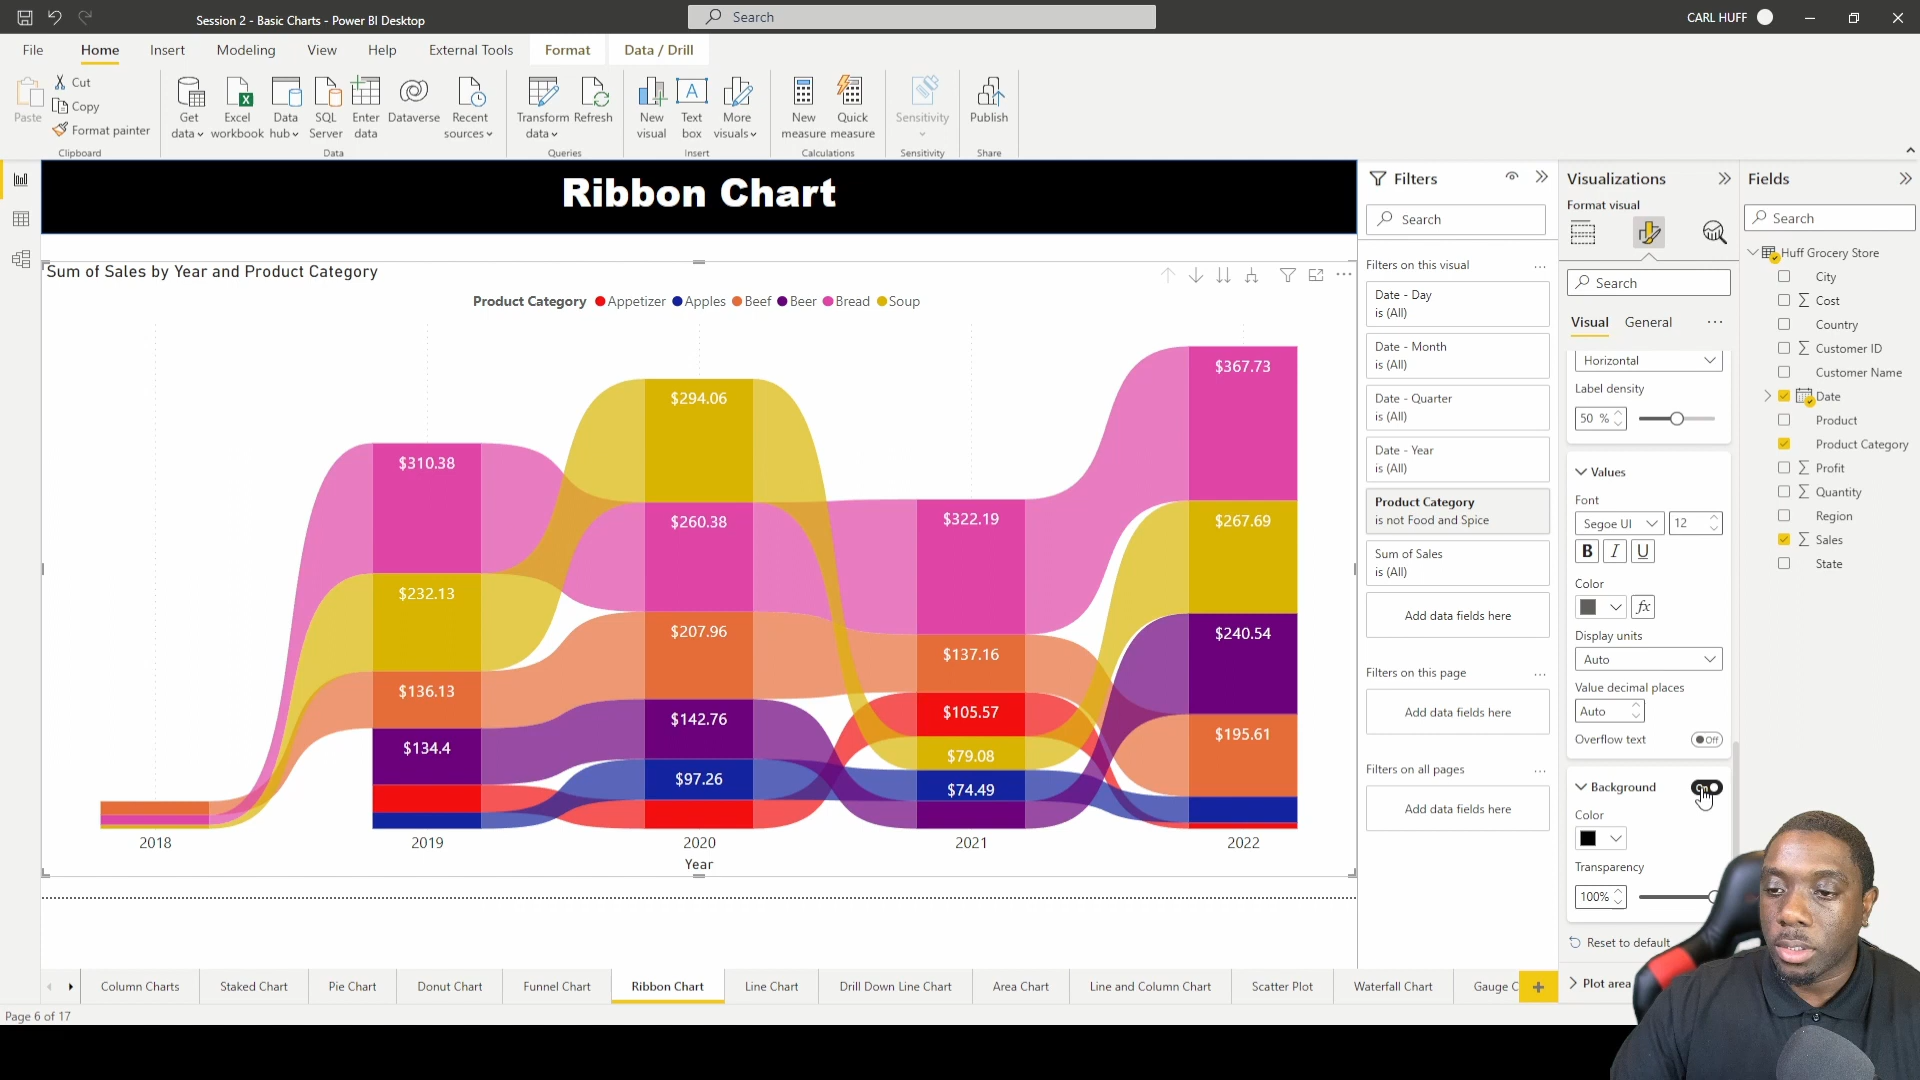 Session 2 - Basic Charts - Power BI Desktop
Search
CARL HUFF
File Home Insert Modeling View Help External Tools Format Data / Drill
Paste
Cut
Copy
Format painter
Get data
Excel workbook
Data hub
SQL Server
Enter data
Dataverse
Recent sources
Transform data
Refresh
New visual
A
Text box
More visuals
New measure
Quick measure
Sensitivity
Publish
Clipboard Data Queries Insert Calculations Sensitivity Share
Ribbon Chart
Sum of Sales by Year and Product Category
Product Category Appetizer Apples Beef Beer Bread Soup
$310.38
$232.13
$136.13
$134.4
$294.06
$260.38
$207.96
$142.76
$97.26
$322.19
$137.16
$105.57
$79.08
$74.49
$367.73
$267.69
$240.54
$195.61
2018 2019 2020 2021 2022
Year
Filters
Search
Filters on this visual ...
Date - Day
is (All)
Date - Month
is (All)
Date - Quarter
is (All)
Date - Year
is (All)
Product Category
is not Food and Spice
Sum of Sales
is (All)
Add data fields here
Filters on this page ...
Add data fields here
Filters on all pages ...
Add data fields here
Visualizations
Format visual
Search
Visual General ...
Horizontal
Label density
50 %
Values
Font
Segoe UI 12
B I U
Color
fx
Display units
Auto
Value decimal places
Auto
Overflow text Off
Background On
Color
Transparency
100%
Reset to default
Plot area
Fields
Search
Huff Grocery Store
City
Σ Cost
Country
Σ Customer ID
Customer Name
Date
Product
Product Category
Σ Profit
Σ Quantity
Region
Σ Sales
State
Column Charts Staked Chart Pie Chart Donut Chart Funnel Chart Ribbon Chart Line Chart Drill Down Line Chart Area Chart Line and Column Chart Scatter Plot Waterfall Chart Gauge C +
Page 6 of 17